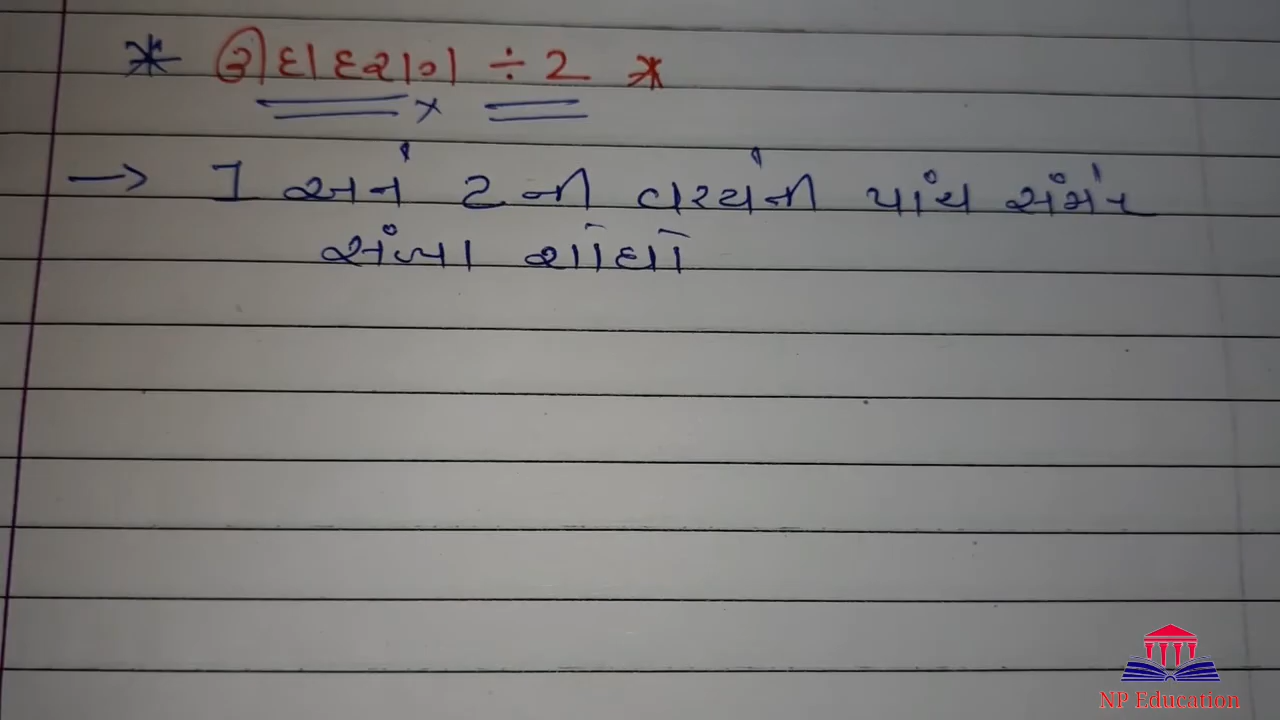 * ઉદાહરણ ÷ 2 *
→ 1 અને 2 ની વચ્ચેની પાંચ સંમેય
સંખ્યા શોધો
NP Education